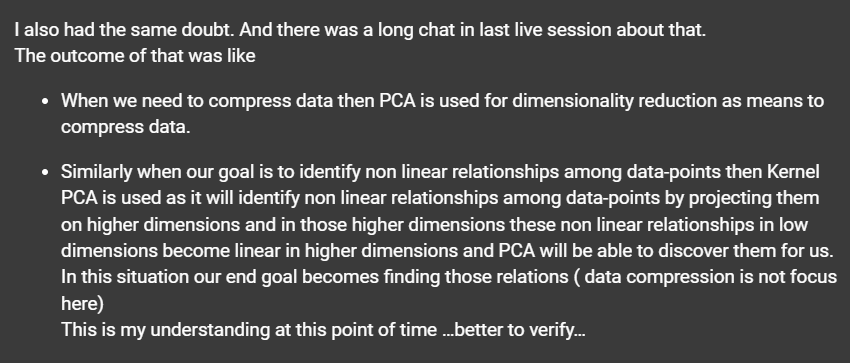 I also had the same doubt. And there was a long chat in last live session about that.
The outcome of that was like
• When we need to compress data then PCA is used for dimensionality reduction as means to
compress data.
• Similarly when our goal is to identify non linear relationships among data-points then Kernel
PCA is used as it will identify non linear relationships among data-points by projecting them
on higher dimensions and in those higher dimensions these non linear relationships in low
dimensions become linear in higher dimensions and PCA will be able to discover them for us.
In this situation our end goal becomes finding those relations ( data compression is not focus
here)
This is my understanding at this point of time ...better to verify...